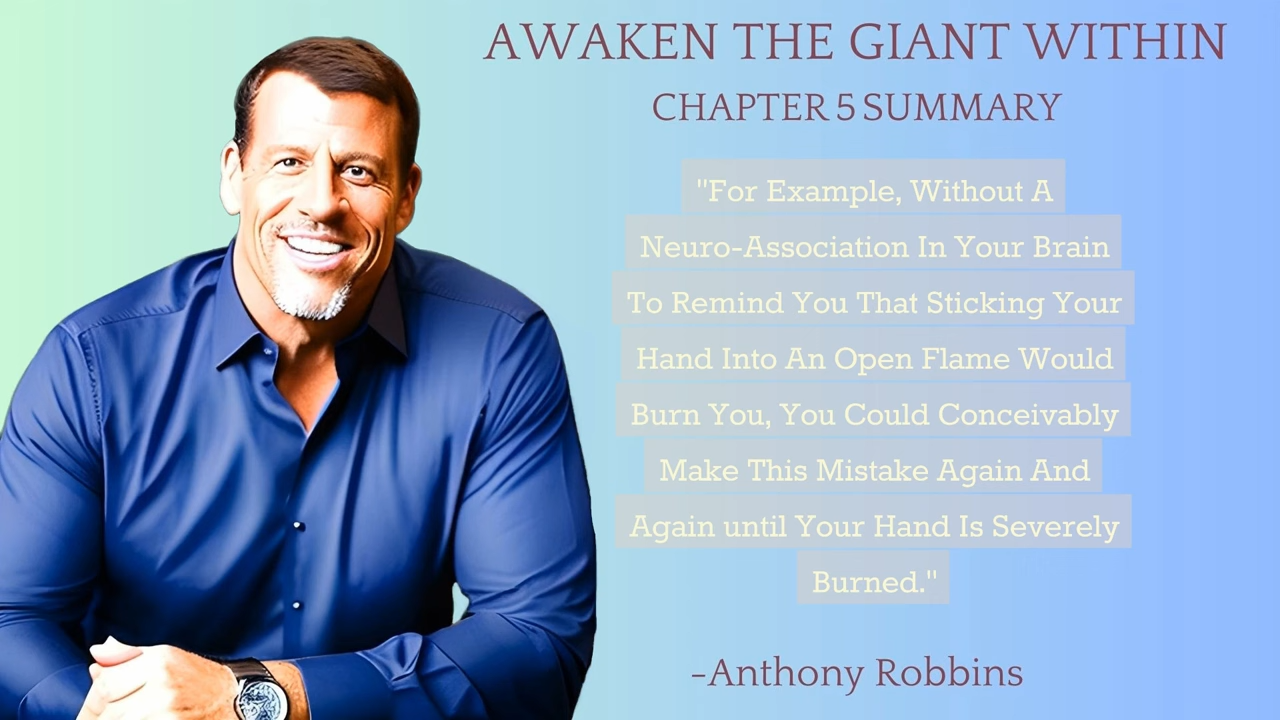 AWAKEN THE GIANT WITHIN
CHAPTER 5 SUMMARY
"For Example, Without A
Neuro-Association In Your Brain
To Remind You That Sticking Your
Hand Into An Open Flame Would
Burn You, You Could Conceivably
Make This Mistake Again And
Again until Your Hand Is Severely
Burned."
-Anthony Robbins